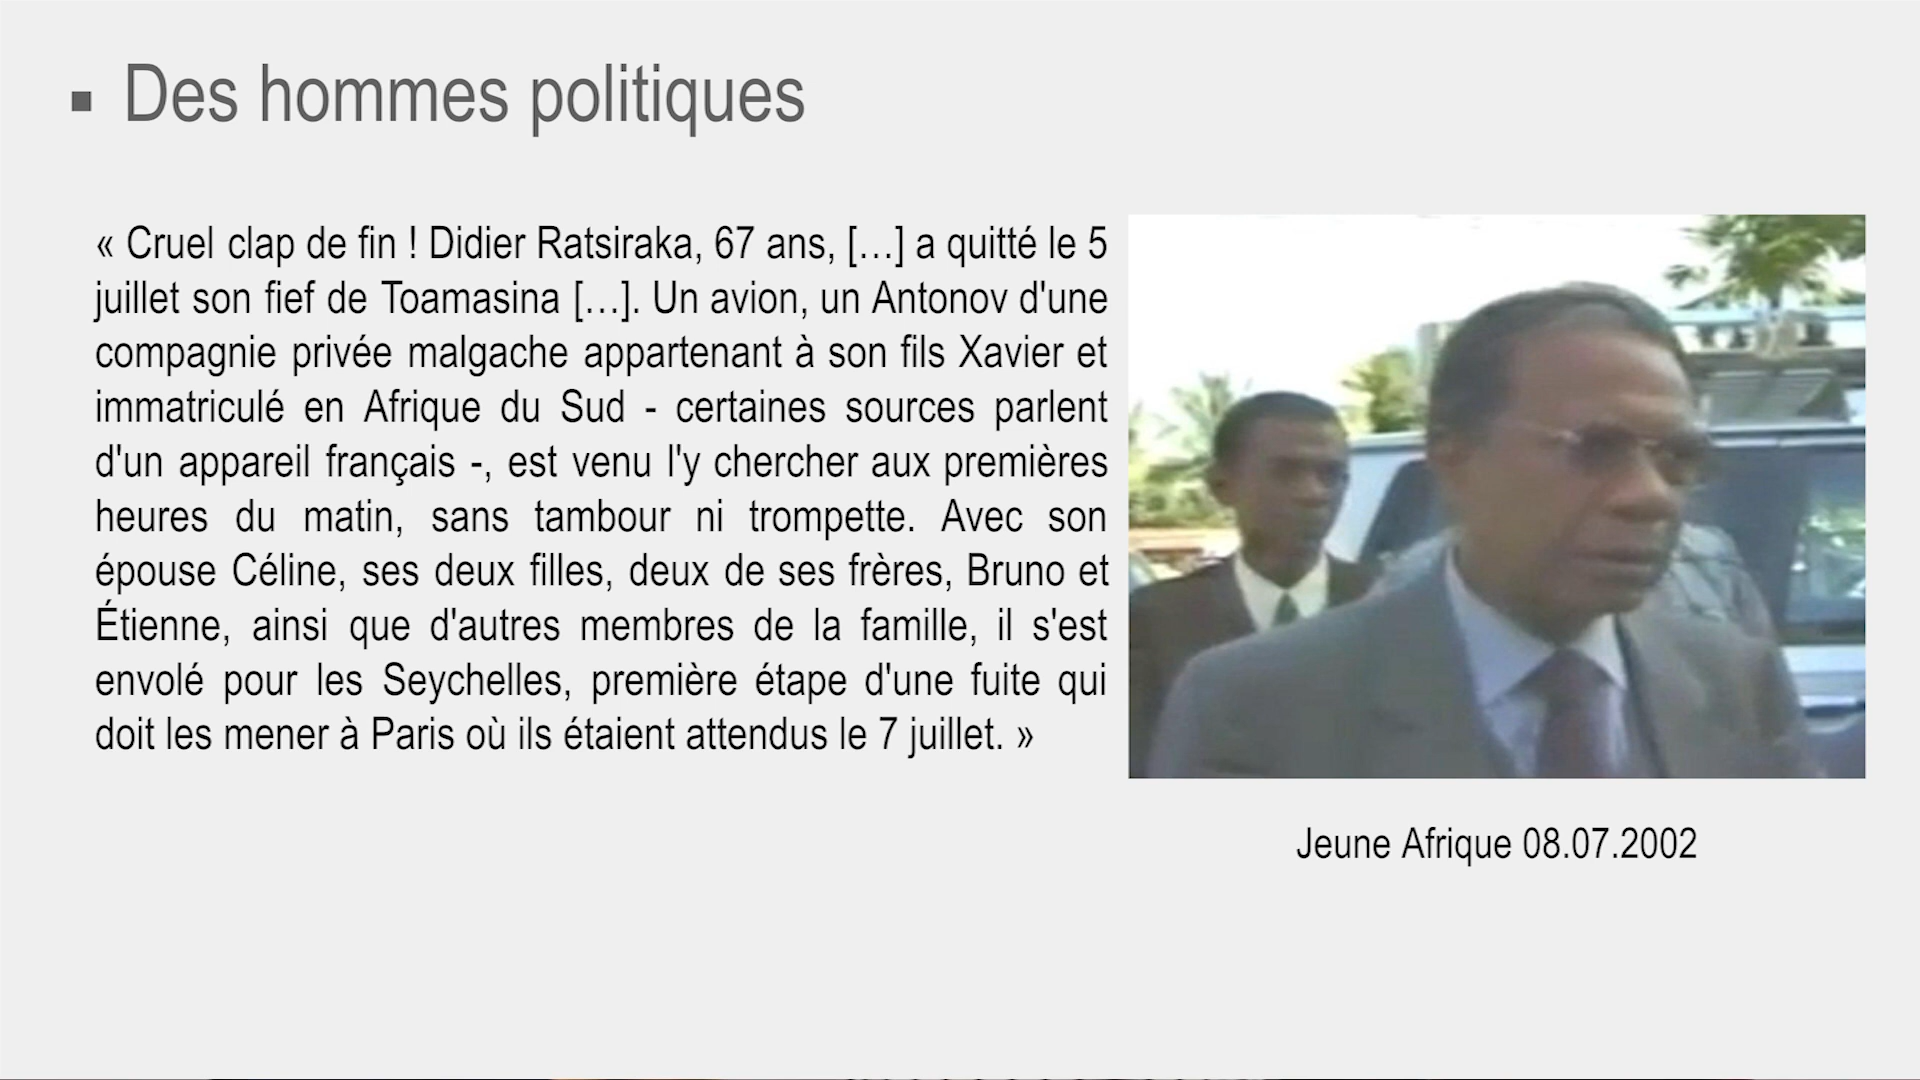 ▪ Des hommes politiques
« Cruel clap de fin ! Didier Ratsiraka, 67 ans, […] a quitté le 5
juillet son fief de Toamasina […]. Un avion, un Antonov d'une
compagnie privée malgache appartenant à son fils Xavier et
immatriculé en Afrique du Sud - certaines sources parlent
d'un appareil français -, est venu l'y chercher aux premières
heures du matin, sans tambour ni trompette. Avec son
épouse Céline, ses deux filles, deux de ses frères, Bruno et
Étienne, ainsi que d'autres membres de la famille, il s'est
envolé pour les Seychelles, première étape d'une fuite qui
doit les mener à Paris où ils étaient attendus le 7 juillet. »
Jeune Afrique 08.07.2002